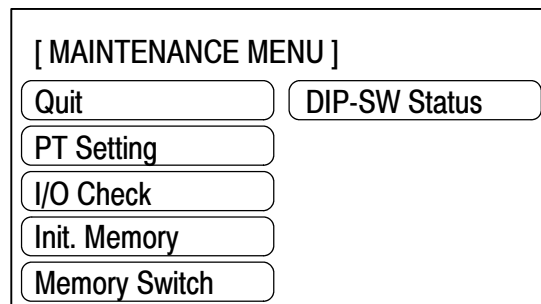 [ MAINTENANCE MENU ]
Quit
DIP-SW Status
PT Setting
I/O Check
Init. Memory
Memory Switch